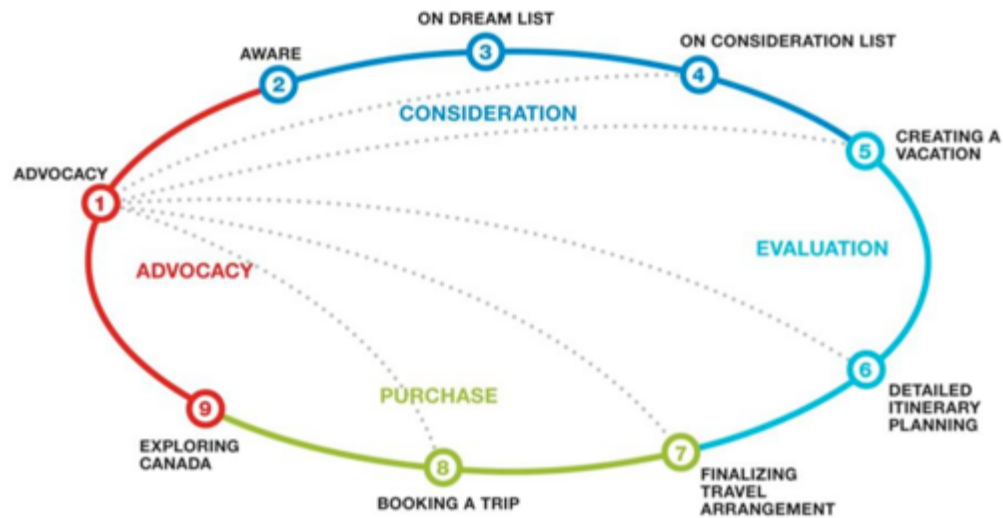 ON DREAM LIST
3
AWARE
2
ON CONSIDERATION LIST
4
CONSIDERATION
CREATING A
VACATION
5
ADVOCACY
1
EVALUATION
ADVOCACY
6
DETAILED
ITINERARY
PLANNING
PURCHASE
9
EXPLORING
CANADA
8
BOOKING A TRIP
7
FINALIZING
TRAVEL
ARRANGEMENT